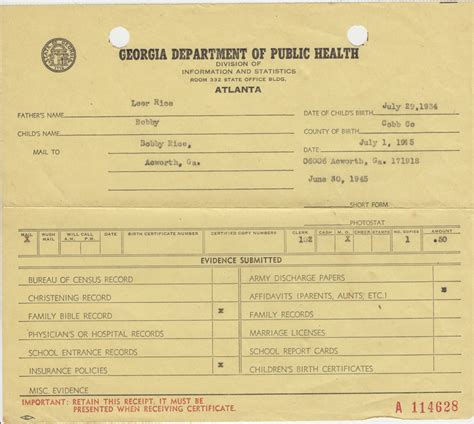 GEORGIA DEPARTMENT OF PUBLIC HEALTH
DIVISION OF
INFORMATION AND STATISTICS
ROOM 332 STATE OFFICE BLDG.
ATLANTA
FATHER'S NAME Leer Rice DATE OF CHILD'S BIRTH July 29,1934
CHILD'S NAME Bobby COUNTY OF BIRTH Cobb Co
MAIL TO Bobby Rice, July 1, 1945
Acworth, Ga. 06006 Acworth, Ga. 171918
June 30, 1945
SHORT FORM
PHOTOSTAT
MAIL RUSH MAIL WILL CALL A.M. P.M. DATE BIRTH CERTIFICATE NUMBER CERTIFIED COPY NUMBERS CLERK CASH M.O. CHECK STAMPS NO. COPIES AMOUNT
X 102 X 1 .50
EVIDENCE SUBMITTED
BUREAU OF CENSUS RECORD ARMY DISCHARGE PAPERS
CHRISTENING RECORD AFFIDAVITS (PARENTS, AUNTS, ETC.) x
FAMILY BIBLE RECORD x FAMILY RECORDS
PHYSICIAN'S OR HOSPITAL RECORDS MARRIAGE LICENSES
SCHOOL ENTRANCE RECORDS SCHOOL REPORT CARDS
INSURANCE POLICIES x CHILDREN'S BIRTH CERTIFICATES
MISC. EVIDENCE
IMPORTANT: RETAIN THIS RECEIPT. IT MUST BE
PRESENTED WHEN RECEIVING CERTIFICATE.
A 114628